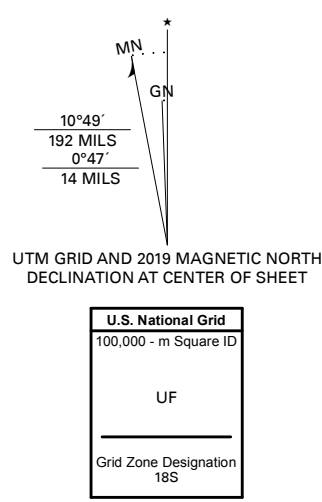 MN
GN
10°49´
192 MILS
0°47´
14 MILS
UTM GRID AND 2019 MAGNETIC NORTH
DECLINATION AT CENTER OF SHEET
U.S. National Grid
100,000 - m Square ID
UF
Grid Zone Designation
18S